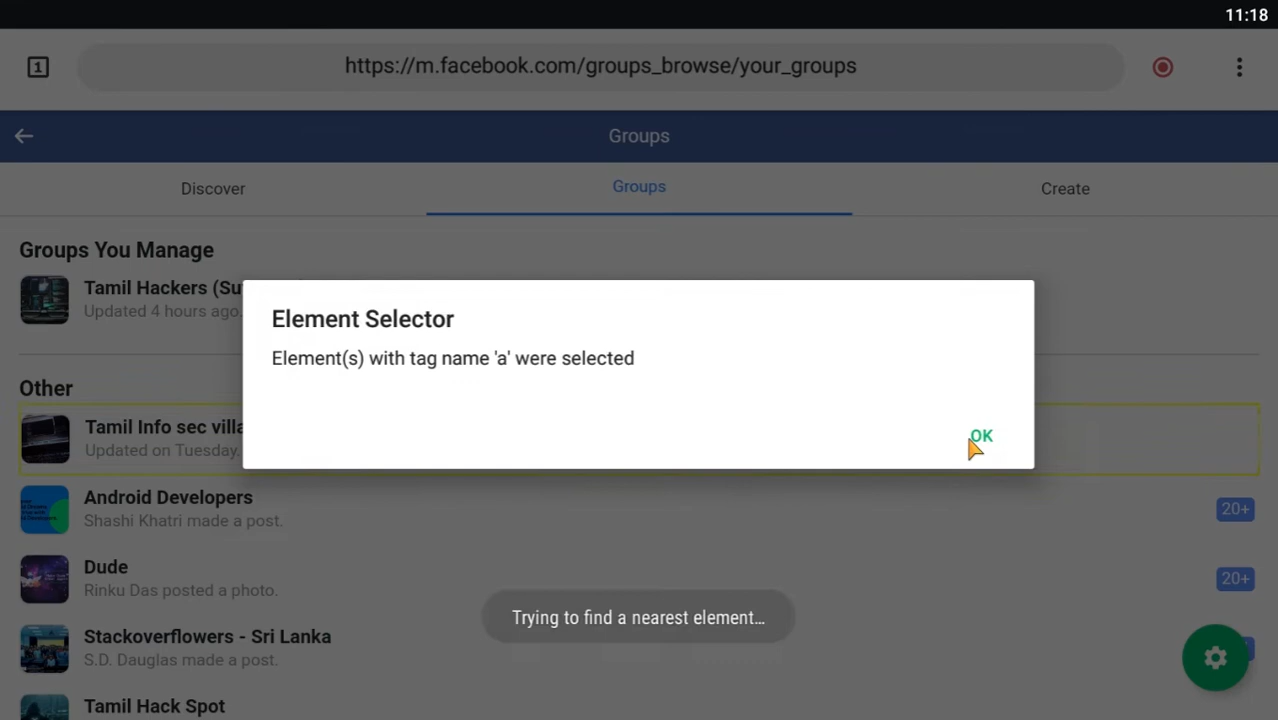 11:18
1
https://m.facebook.com/groups_browse/your_groups
Groups
Discover
Groups
Create
Groups You Manage
Tamil Hackers (Su
Updated 4 hours ago.
Element Selector
Element(s) with tag name 'a' were selected
OK
Other
Tamil Info sec villa
Updated on Tuesday.
Android Developers
Shashi Khatri made a post.
20+
Dude
Rinku Das posted a photo.
20+
Trying to find a nearest element...
Stackoverflowers - Sri Lanka
S.D. Dauglas made a post.
Tamil Hack Spot